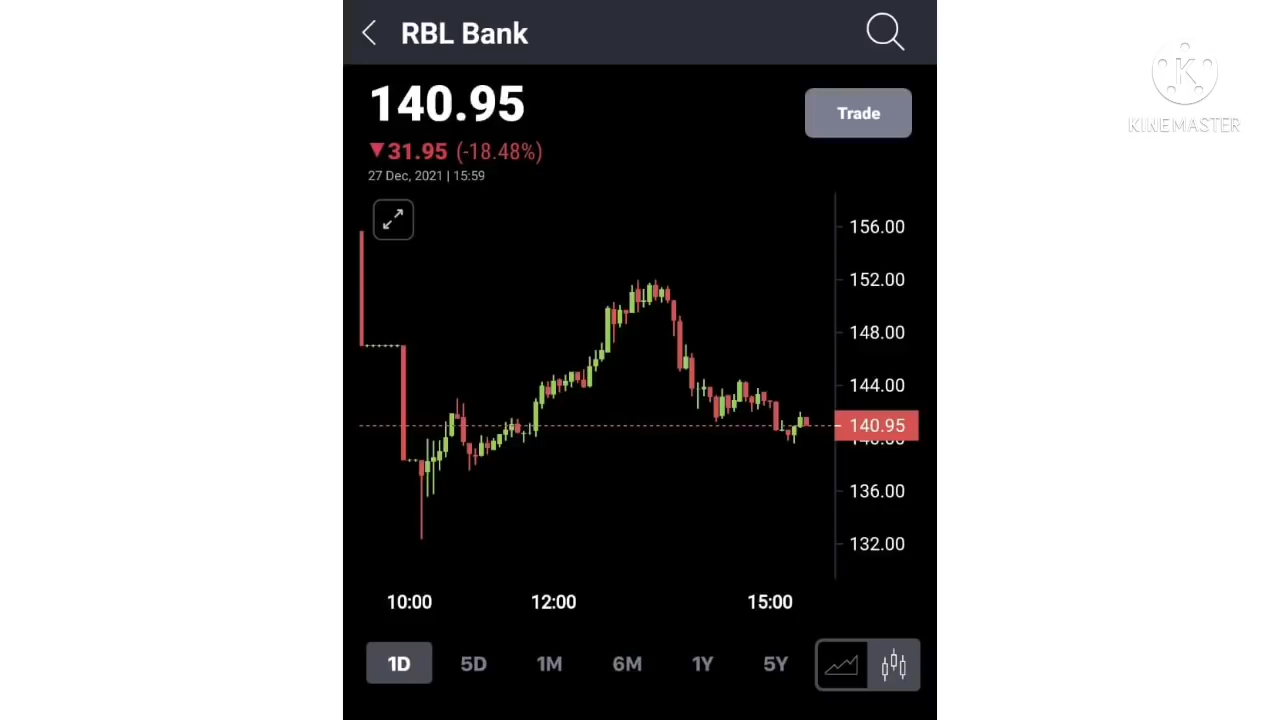 RBL Bank
140.95
Trade
▼31.95 (-18.48%)
27 Dec, 2021 | 15:59
156.00
152.00
148.00
144.00
140.95
140.00
136.00
132.00
10:00 12:00 15:00
1D 5D 1M 6M 1Y 5Y
K
KINEMASTER